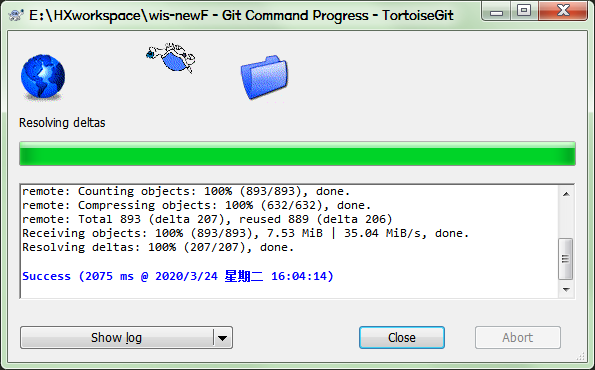 E:\HXworkspace\wis-newF - Git Command Progress - TortoiseGit
Resolving deltas
remote: Counting objects: 100% (893/893), done.
remote: Compressing objects: 100% (632/632), done.
remote: Total 893 (delta 207), reused 889 (delta 206)
Receiving objects: 100% (893/893), 7.53 MiB | 35.04 MiB/s, done.
Resolving deltas: 100% (207/207), done.
Success (2075 ms @ 2020/3/24 星期二 16:04:14)
Show log
Close
Abort